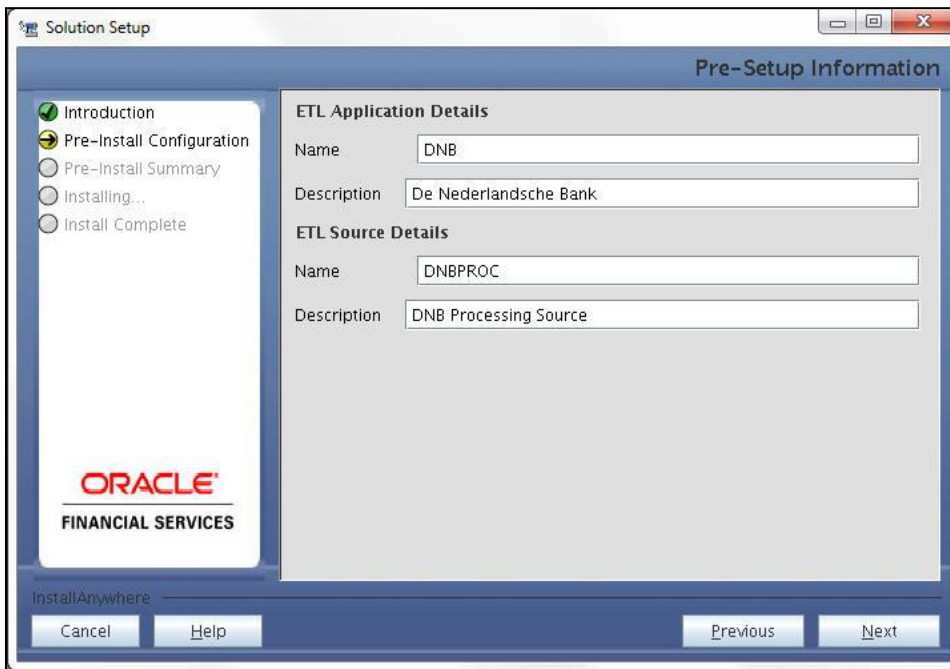 Solution Setup
Pre-Setup Information
Introduction
Pre-Install Configuration
Pre-Install Summary
Installing...
Install Complete
ORACLE®
FINANCIAL SERVICES
ETL Application Details
Name DNB
Description De Nederlandsche Bank
ETL Source Details
Name DNBPROC
Description DNB Processing Source
InstallAnywhere
Cancel Help Previous Next